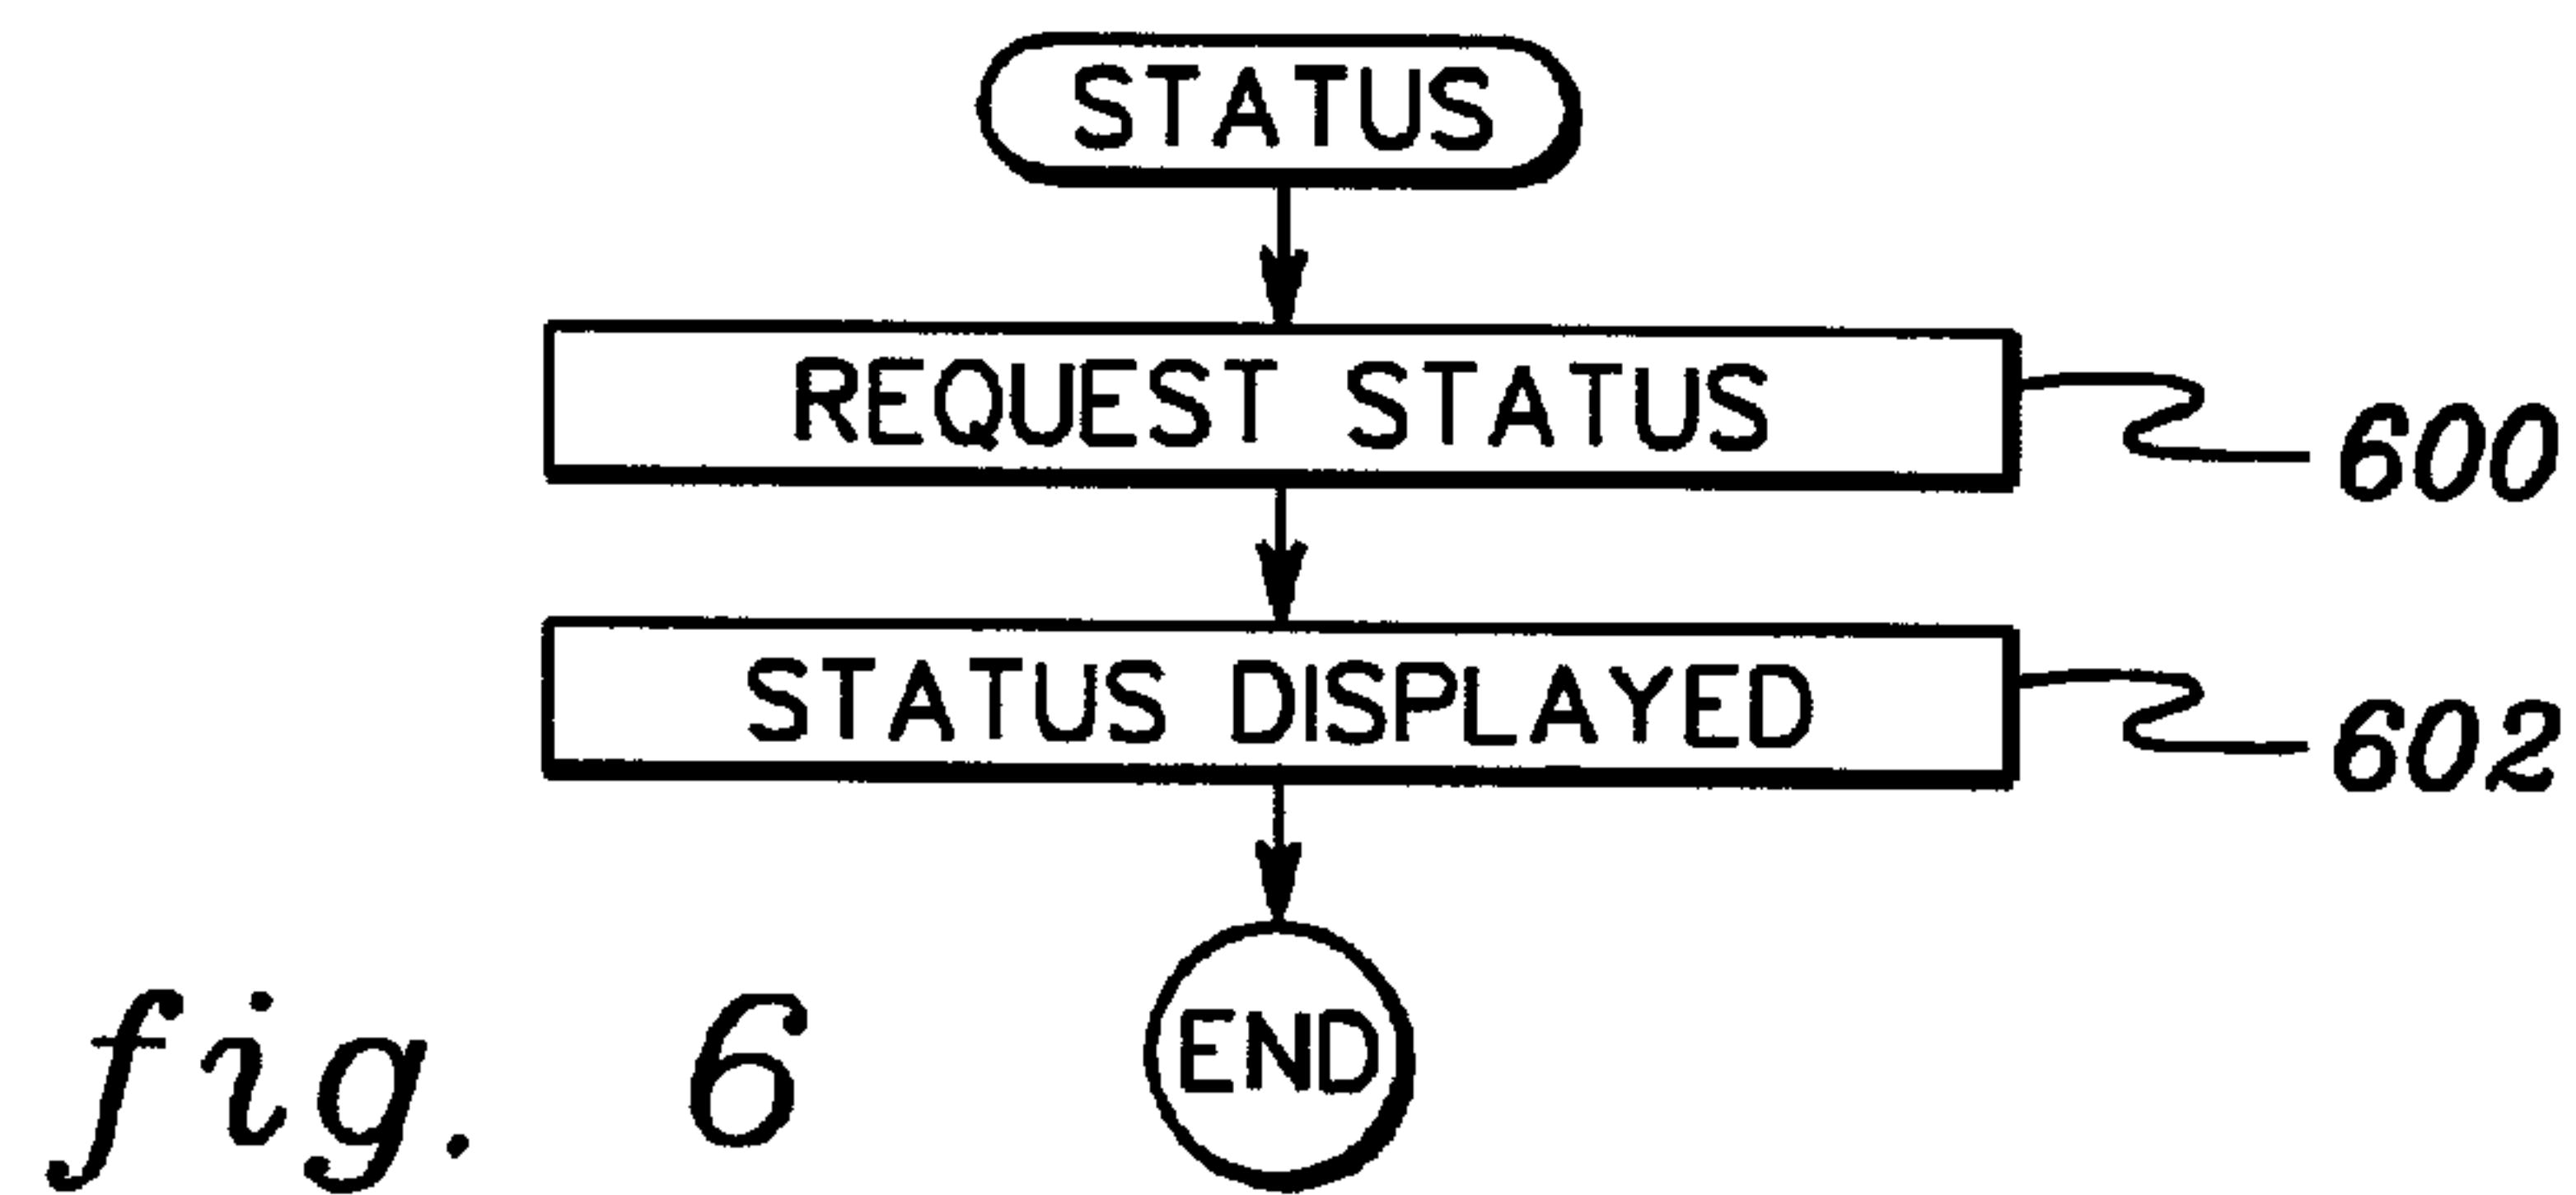 STATUS
REQUEST STATUS
600
STATUS DISPLAYED
602
END
fig. 6